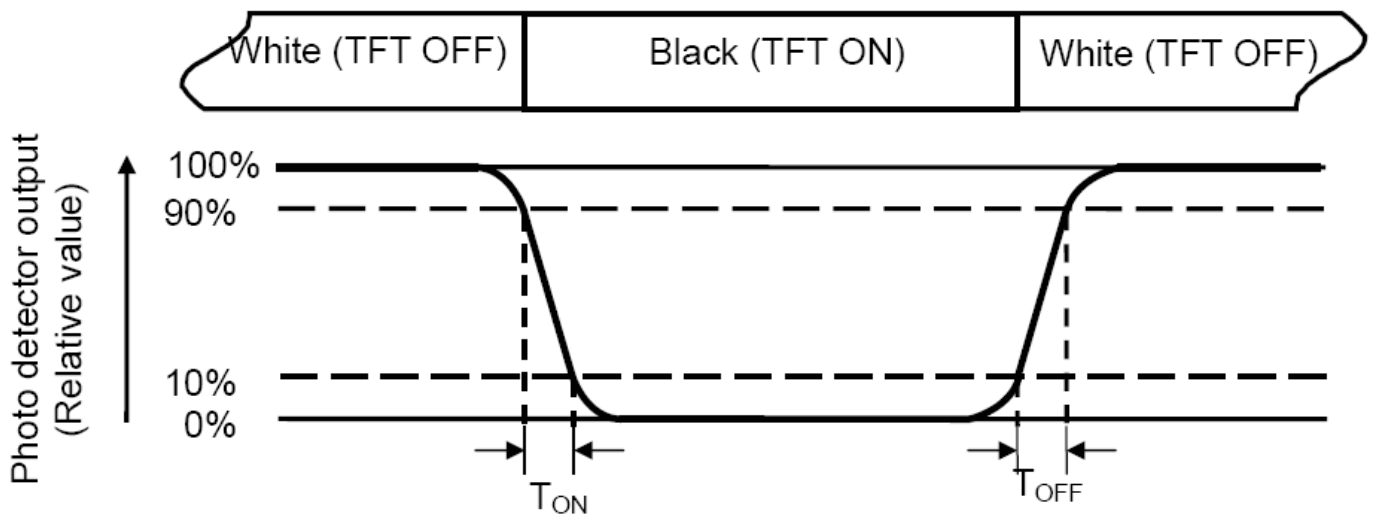 White (TFT OFF)
Black (TFT ON)
White (TFT OFF)
Photo detector output
(Relative value)
100%
90%
10%
0%
TON
TOFF